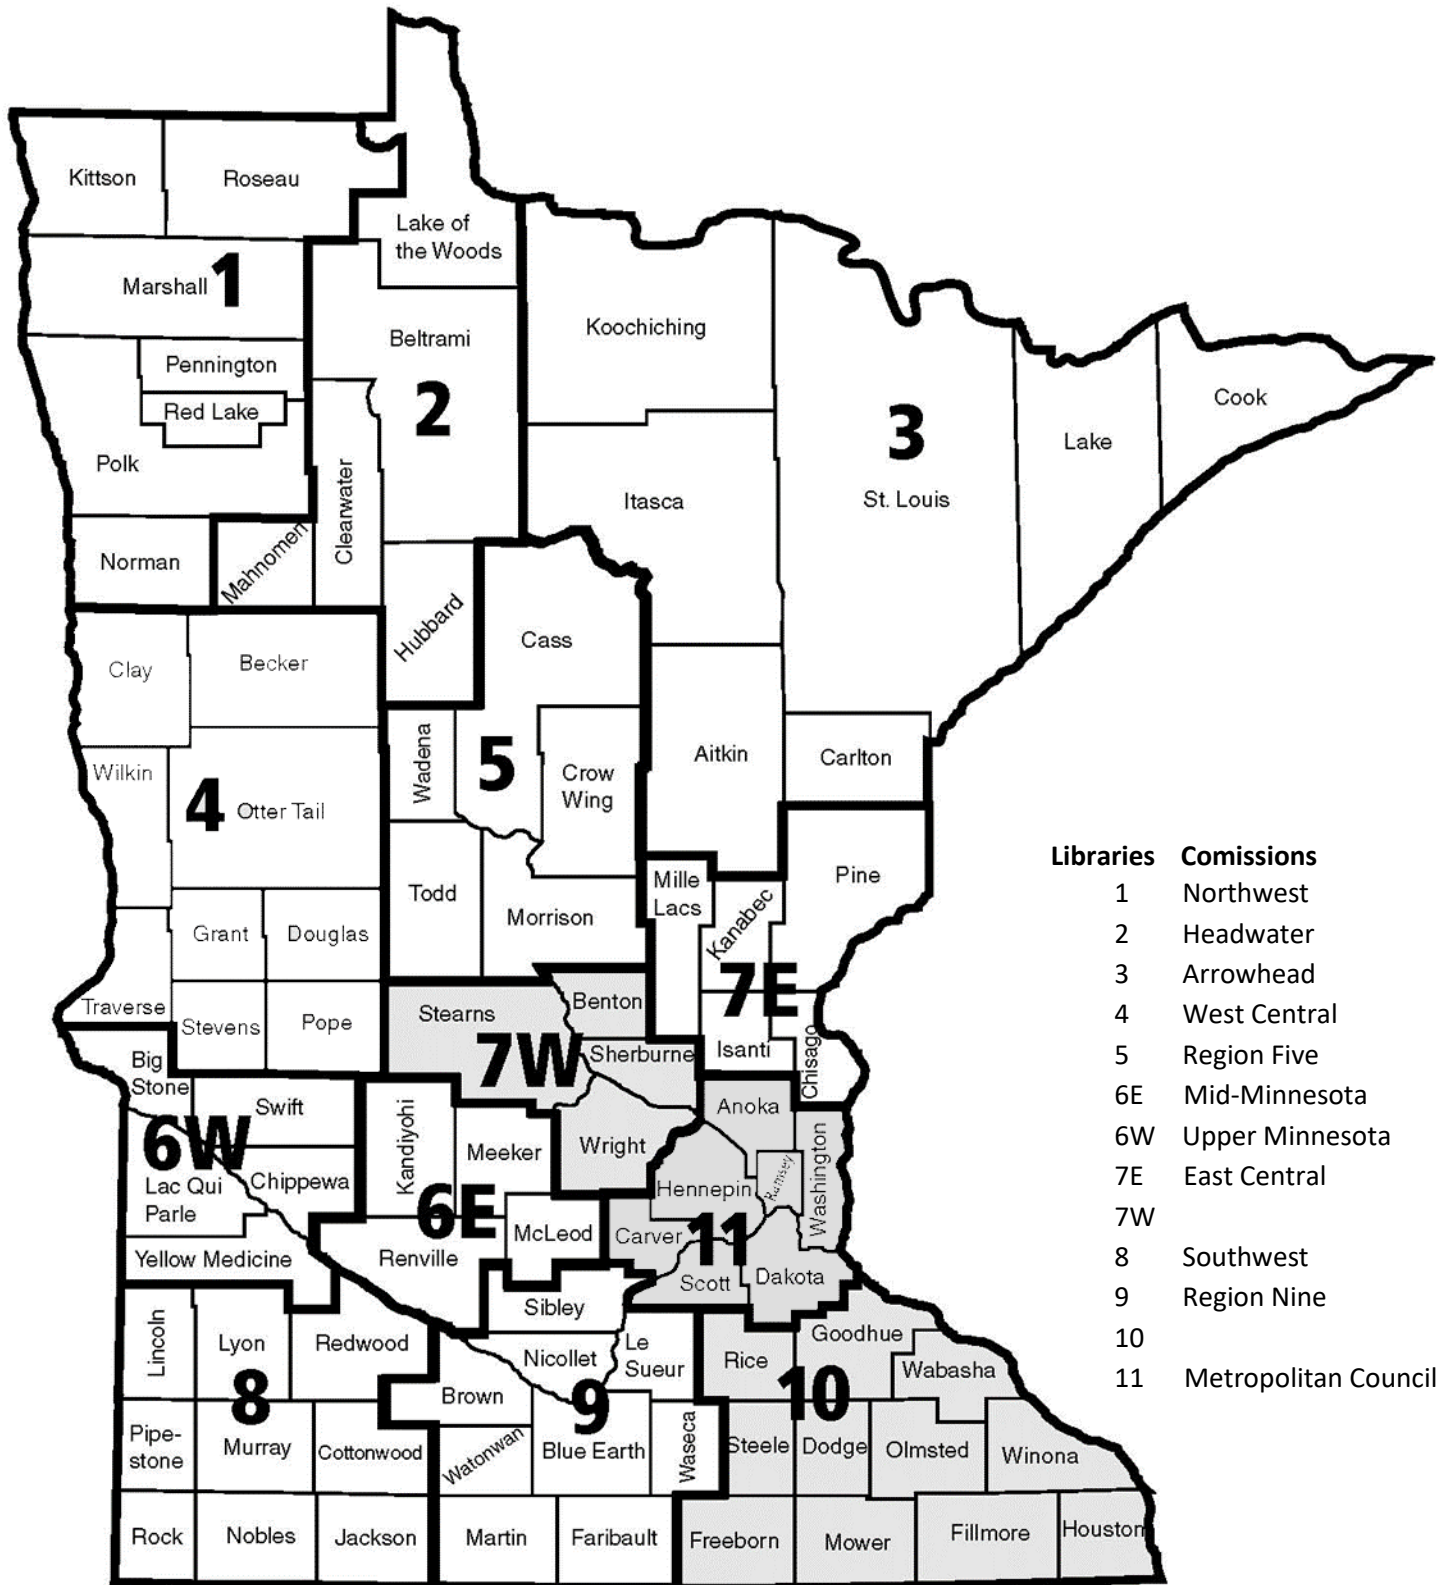 Kittson
Roseau
Lake of
the Woods
Marshall
1
Koochiching
Beltrami
Pennington
2
Red Lake
3
Cook
Lake
Polk
Clearwater
Itasca
St. Louis
Norman
Mahnomen
Hubbard
Cass
Clay
Becker
Wadena
5
Aitkin
Carlton
Wilkin
Crow
Wing
4
Otter Tail
Libraries Comissions
1 Northwest
2 Headwater
3 Arrowhead
4 West Central
5 Region Five
6E Mid-Minnesota
6W Upper Minnesota
7E East Central
7W
8 Southwest
9 Region Nine
10
11 Metropolitan Council
Pine
Mille
Lacs
Todd
Morrison
Kanabec
Grant
Douglas
7E
Traverse
Stevens
Pope
Stearns
Benton
7W
Sherburne
Isanti
Chisago
Big
Stone
Swift
Anoka
6W
Kandiyohi
Meeker
Wright
Washington
Lac Qui
Parle
Chippewa
Hennepin
Ramsey
6E
McLeod
Carver
11
Yellow Medicine
Renville
Scott
Dakota
Sibley
Lincoln
Lyon
Redwood
Nicollet
Le
Sueur
Rice
Goodhue
Wabasha
8
Brown
9
10
Pipe-
stone
Murray
Cottonwood
Watonwan
Blue Earth
Waseca
Steele
Dodge
Olmsted
Winona
Rock
Nobles
Jackson
Martin
Faribault
Freeborn
Mower
Fillmore
Houston